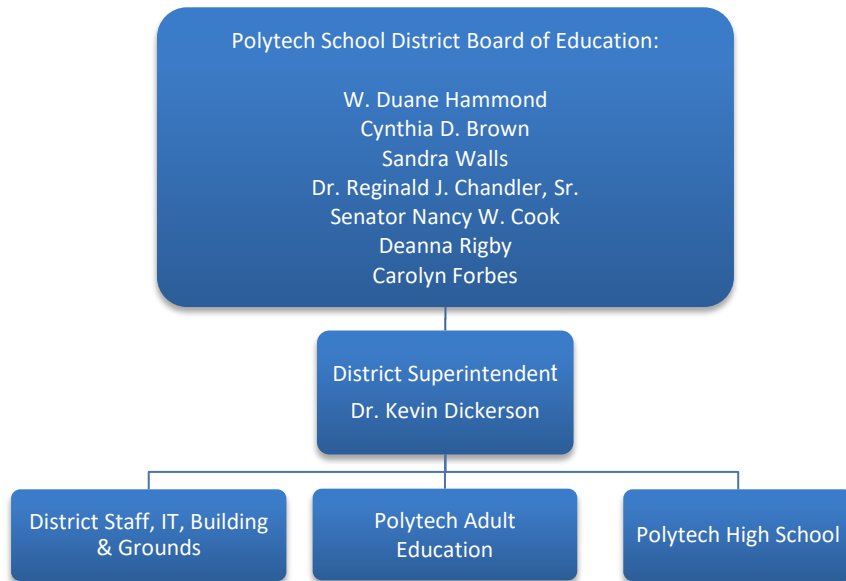 Polytech School District Board of Education:
W. Duane Hammond
Cynthia D. Brown
Sandra Walls
Dr. Reginald J. Chandler, Sr.
Senator Nancy W. Cook
Deanna Rigby
Carolyn Forbes
District Superintendent
Dr. Kevin Dickerson
District Staff, IT, Building
& Grounds
Polytech Adult
Education
Polytech High School